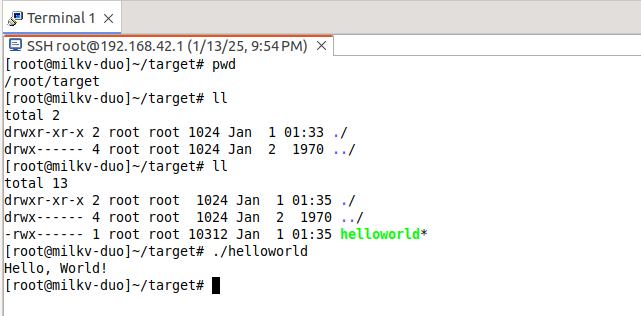 Terminal 1
SSH root@192.168.42.1 (1/13/25, 9:54 PM)
[root@milkv-duo]~/target# pwd
/root/target
[root@milkv-duo]~/target# ll
total 2
drwxr-xr-x 2 root root 1024 Jan  1 01:33 ./
drwx------ 4 root root 1024 Jan  2  1970 ../
[root@milkv-duo]~/target# ll
total 13
drwxr-xr-x 2 root root  1024 Jan  1 01:35 ./
drwx------ 4 root root  1024 Jan  2  1970 ../
-rwx------ 1 root root 10312 Jan  1 01:35 helloworld*
[root@milkv-duo]~/target# ./helloworld
Hello, World!
[root@milkv-duo]~/target#